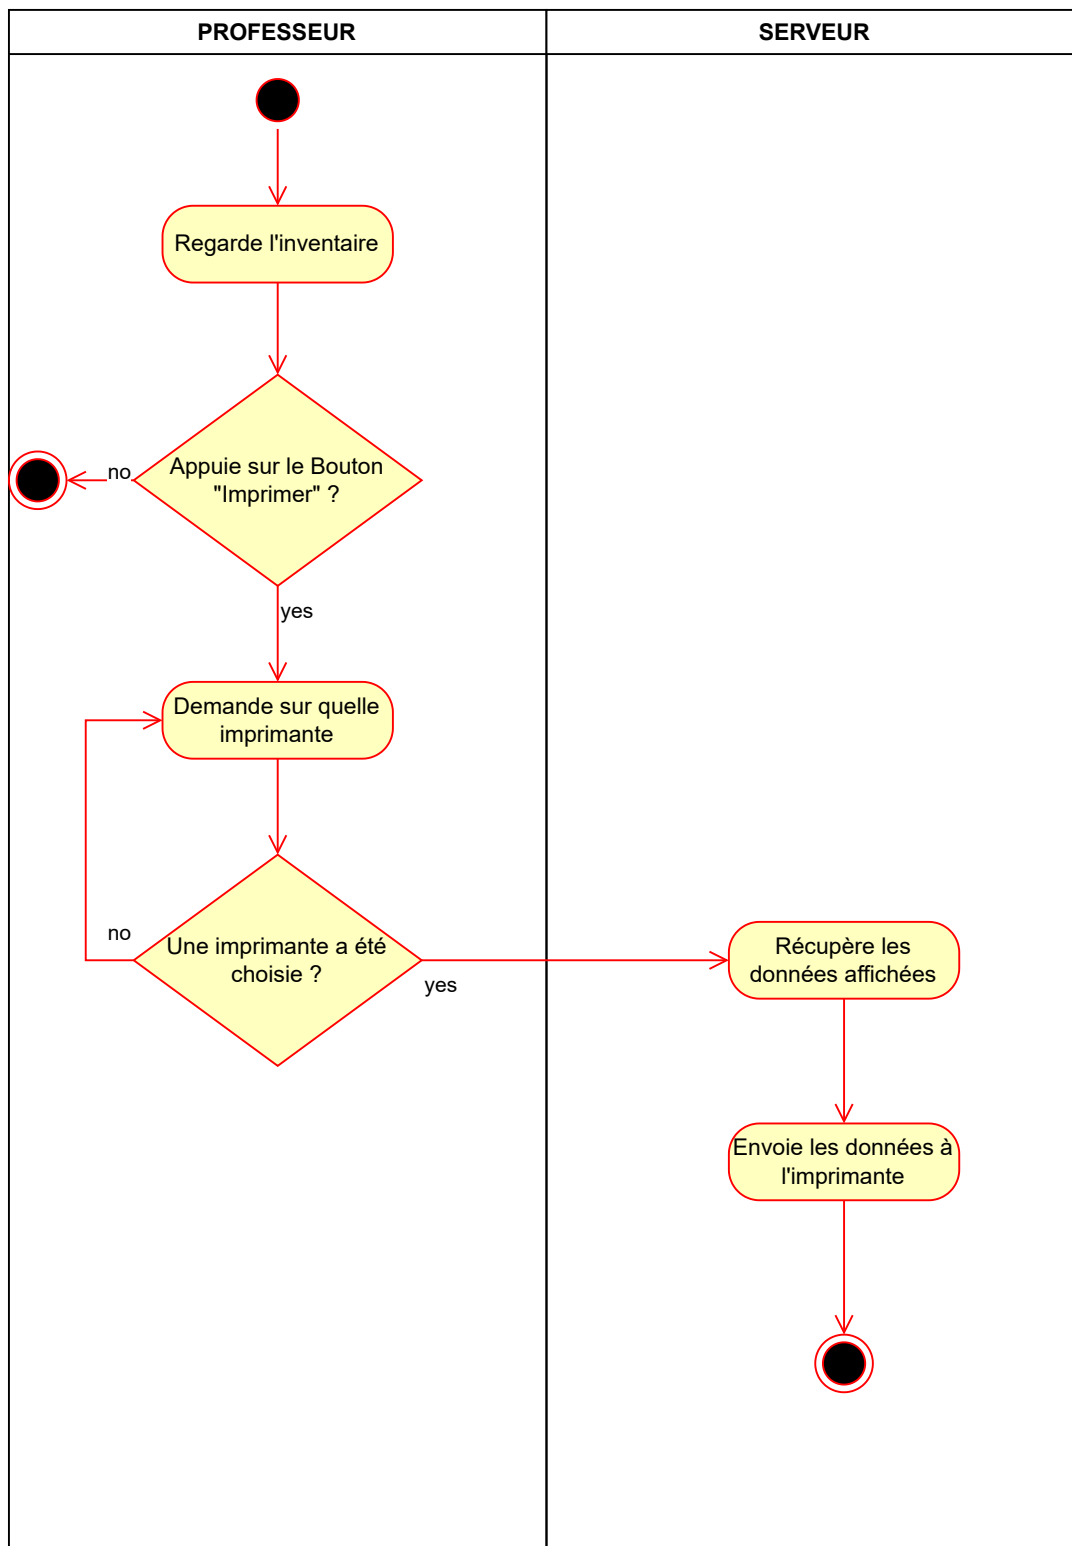 PROFESSEUR
SERVEUR
Regarde l'inventaire
Appuie sur le Bouton
"Imprimer" ?
no
yes
Demande sur quelle
imprimante
no
Une imprimante a été
choisie ?
yes
Récupère les
données affichées
Envoie les données à
l'imprimante